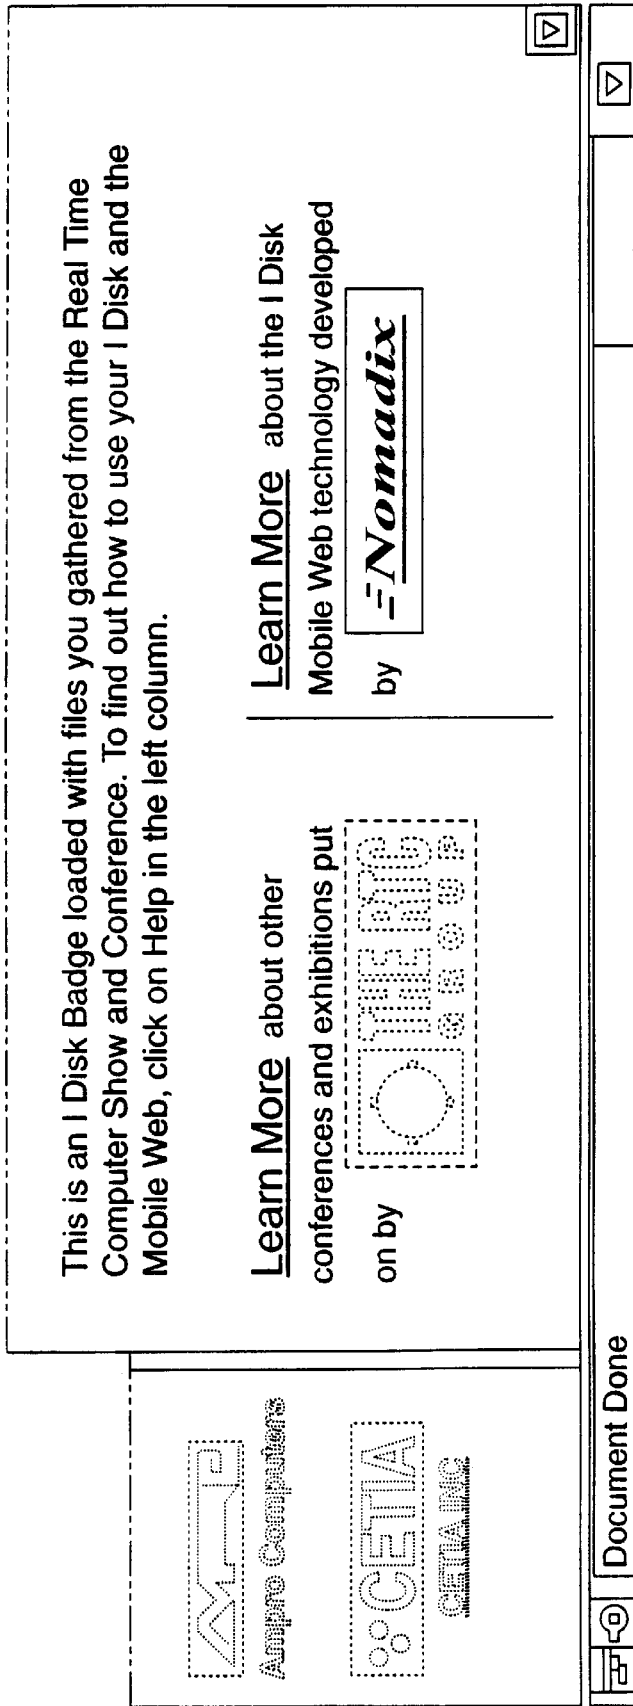 This is an I Disk Badge loaded with files you gathered from the Real Time
Computer Show and Conference. To find out how to use your I Disk and the
Mobile Web, click on Help in the left column.
Learn More about other
conferences and exhibitions put
on by THE RTC
GROUP
Learn More about the I Disk
Mobile Web technology developed
by Nomadix
Ampro Computers
CETIA
CETIA INC
Document Done